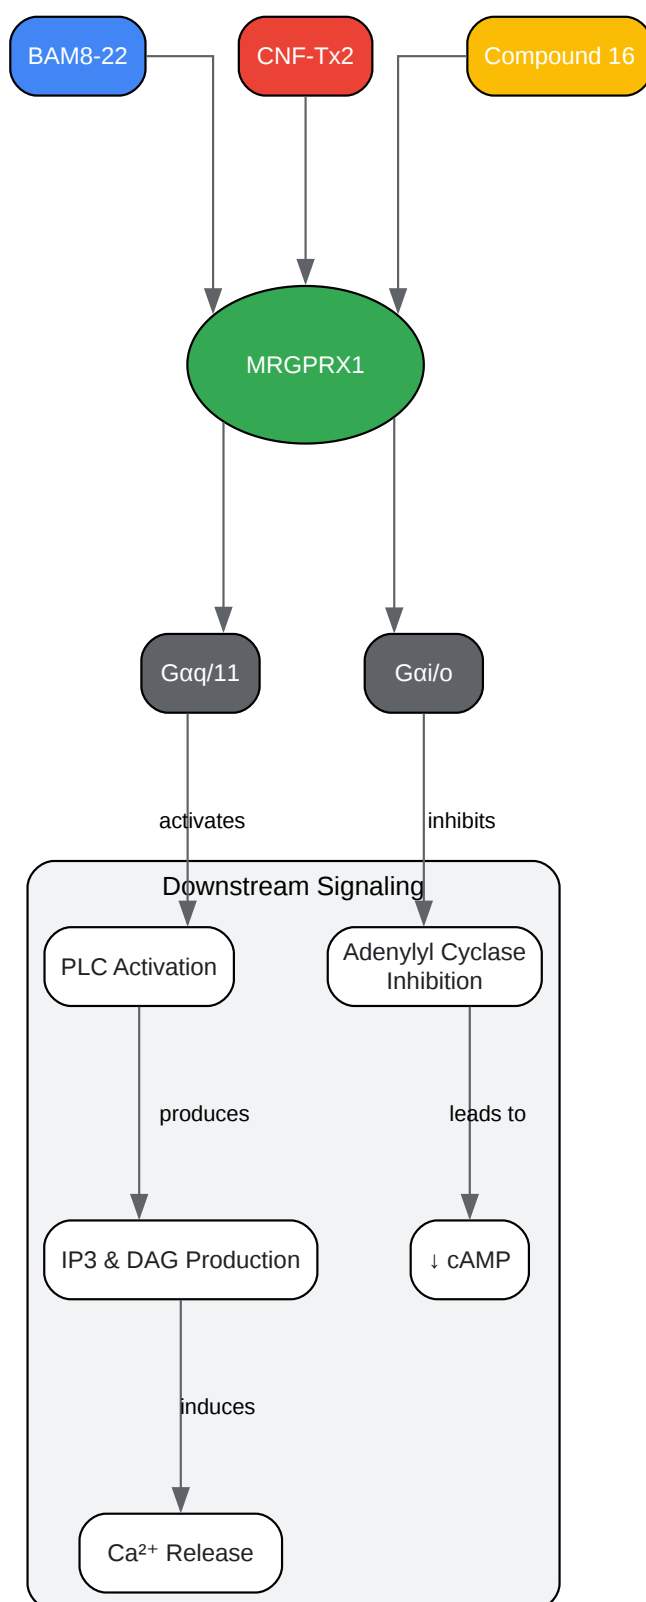 BAM8-22
CNF-Tx2
Compound 16
MRGPRX1
Gαq/11
Gαi/o
activates
inhibits
Downstream Signaling
PLC Activation
Adenylyl Cyclase
Inhibition
produces
leads to
IP3 & DAG Production
↓ cAMP
induces
Ca²⁺ Release